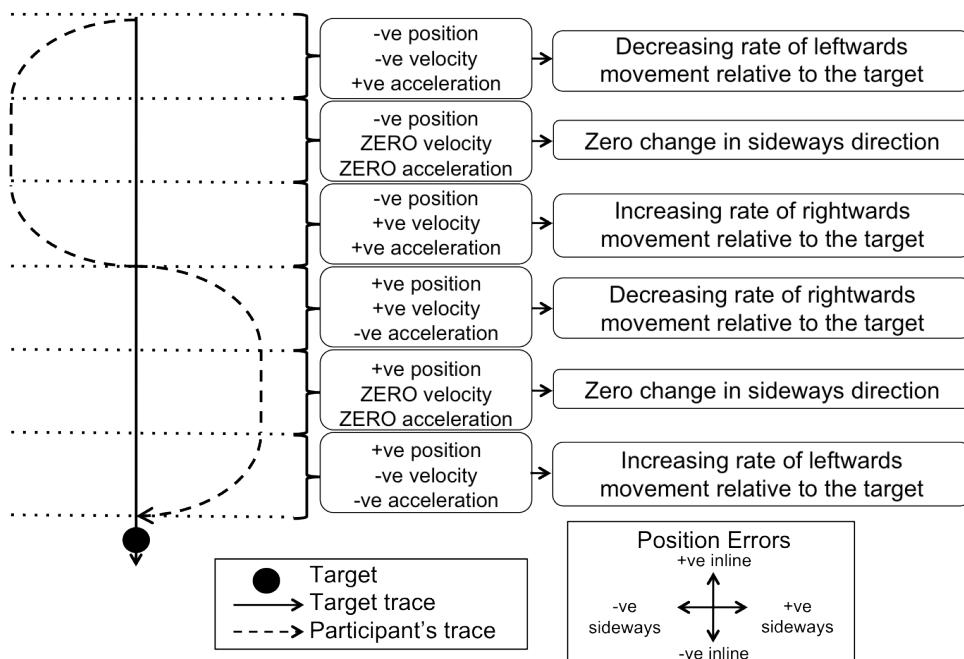 -ve position
-ve velocity
+ve acceleration
Decreasing rate of leftwards
movement relative to the target
-ve position
ZERO velocity
ZERO acceleration
Zero change in sideways direction
-ve position
+ve velocity
+ve acceleration
Increasing rate of rightwards
movement relative to the target
+ve position
+ve velocity
-ve acceleration
Decreasing rate of rightwards
movement relative to the target
+ve position
ZERO velocity
ZERO acceleration
Zero change in sideways direction
+ve position
-ve velocity
-ve acceleration
Increasing rate of leftwards
movement relative to the target
Target
Target trace
Participant's trace
Position Errors
+ve inline
-ve
sideways
+ve
sideways
-ve inline